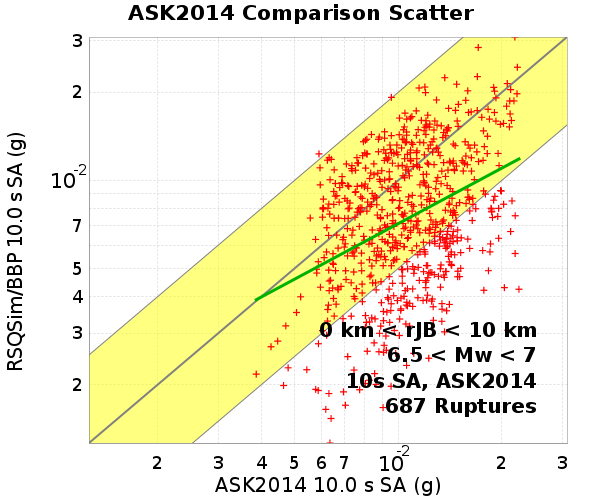 ASK2014 Comparison Scatter
RSQSim/BBP 10.0 s SA (g)
3
2
10-2
7
5
4
3
2
0 km < rJB < 10 km
6.5 < Mw < 7
10s SA, ASK2014
687 Ruptures
2 3 4 5 6 7 10-2 2 3
ASK2014 10.0 s SA (g)